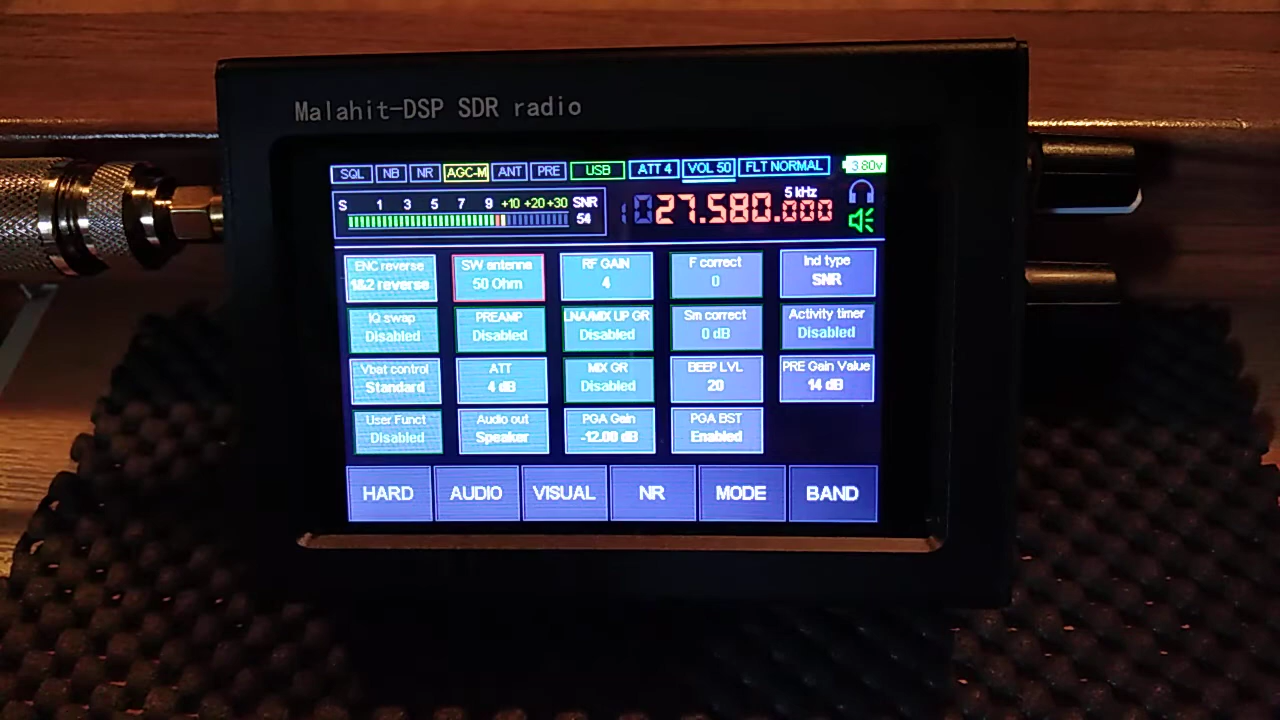 Malahit-DSP SDR radio
SQL NB NR AGC-M ANT PRE USB ATT 4 VOL 50 FLT NORMAL 3.80v
S 1 3 5 7 9 +10 +20 +30 SNR
54
5 kHz
27.580.000
ENC reverse SW antenna RF GAIN F correct Ind type
1&2 reverse 50 Ohm 4 0 SNR
IQ swap PREAMP LNA/MIX UP GR Sm correct Activity timer
Disabled Disabled Disabled 0 dB Disabled
Vbat control ATT MIX GR BEEP LVL PRE Gain Value
Standard 4 dB Disabled 20 14 dB
User Funct Audio out PGA Gain PGA BST
Disabled Speaker -12.00 dB Enabled
HARD AUDIO VISUAL NR MODE BAND